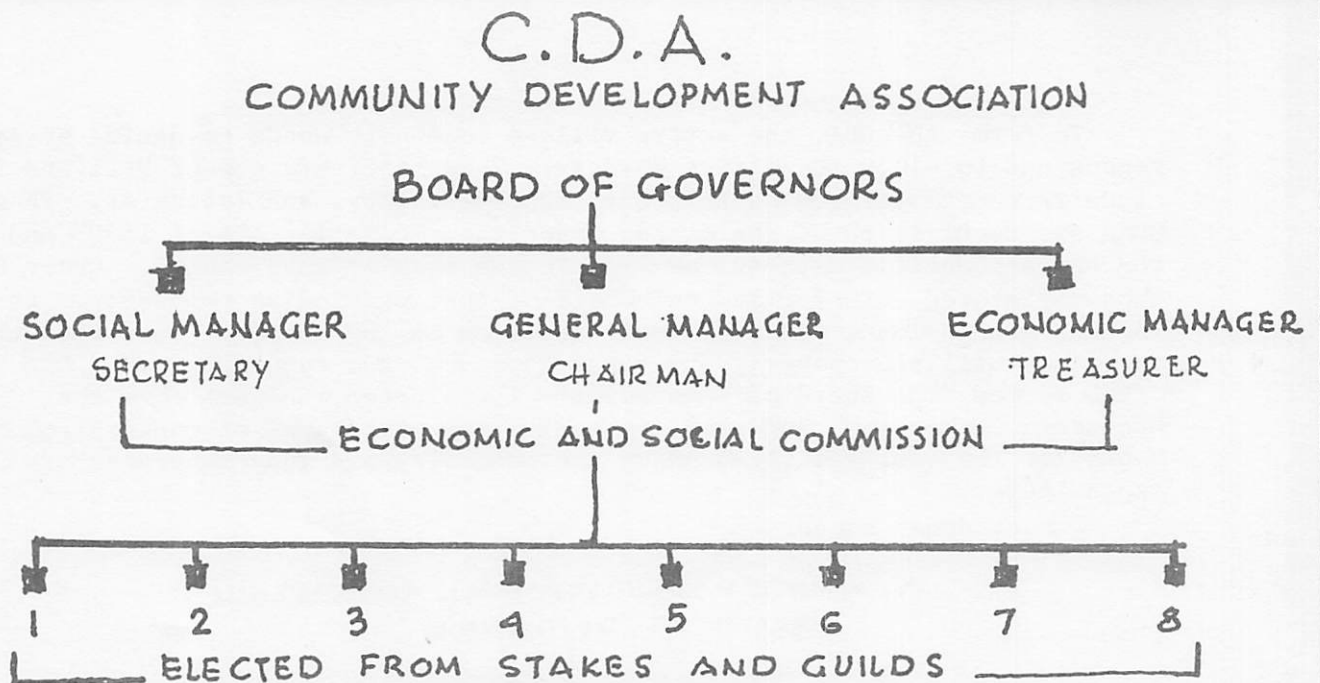 C.D.A.
COMMUNITY DEVELOPMENT ASSOCIATION
BOARD OF GOVERNORS
SOCIAL MANAGER GENERAL MANAGER ECONOMIC MANAGER
SECRETARY CHAIRMAN TREASURER
ECONOMIC AND SOCIAL COMMISSION
1 2 3 4 5 6 7 8
ELECTED FROM STAKES AND GUILDS